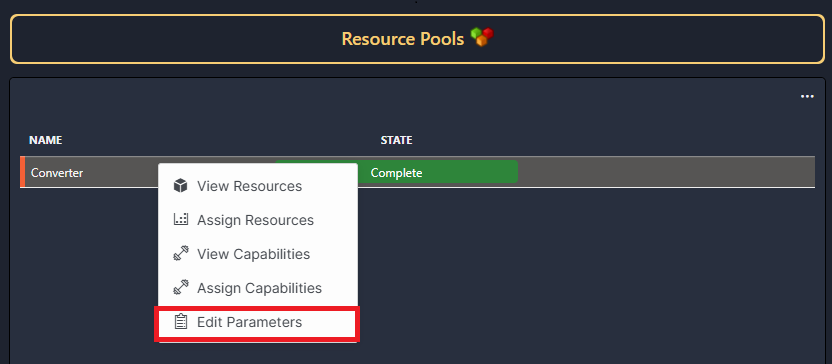 Resource Pools
NAME STATE
Converter Complete
View Resources
Assign Resources
View Capabilities
Assign Capabilities
Edit Parameters